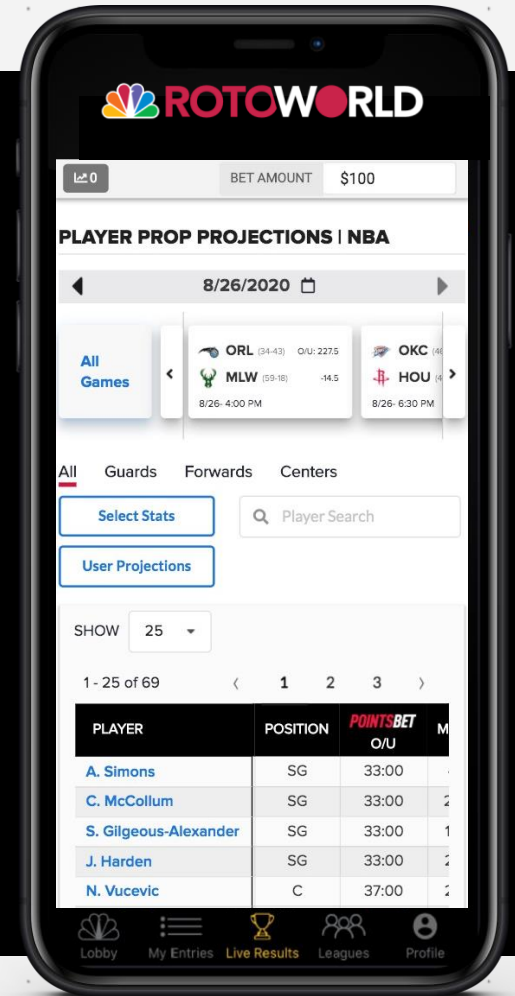 ROTOWORLD
0 BET AMOUNT $100
PLAYER PROP PROJECTIONS | NBA
8/26/2020
All Games
ORL (34-43) O/U: 227.5
MLW (59-18) -14.5
8/26- 4:00 PM
OKC
HOU
8/26- 6:30 PM
All Guards Forwards Centers
Select Stats Player Search
User Projections
SHOW 25
1 - 25 of 69 ‹ 1 2 3 ›
PLAYER POSITION POINTSBET O/U M
A. Simons SG 33:00
C. McCollum SG 33:00 2
S. Gilgeous-Alexander SG 33:00 1
J. Harden SG 33:00 2
N. Vucevic C 37:00 2
Lobby My Entries Live Results Leagues Profile